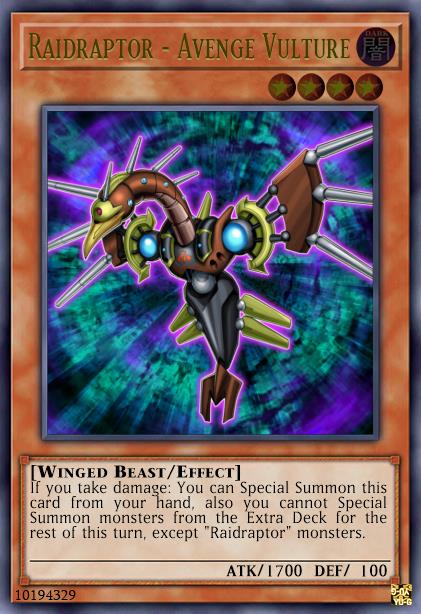 Raidraptor - Avenge Vulture
DARK
闇
[Winged Beast/Effect]
If you take damage: You can Special Summon this
card from your hand, also you cannot Special
Summon monsters from the Extra Deck for the
rest of this turn, except "Raidraptor" monsters.
ATK/1700 DEF/ 100
10194329